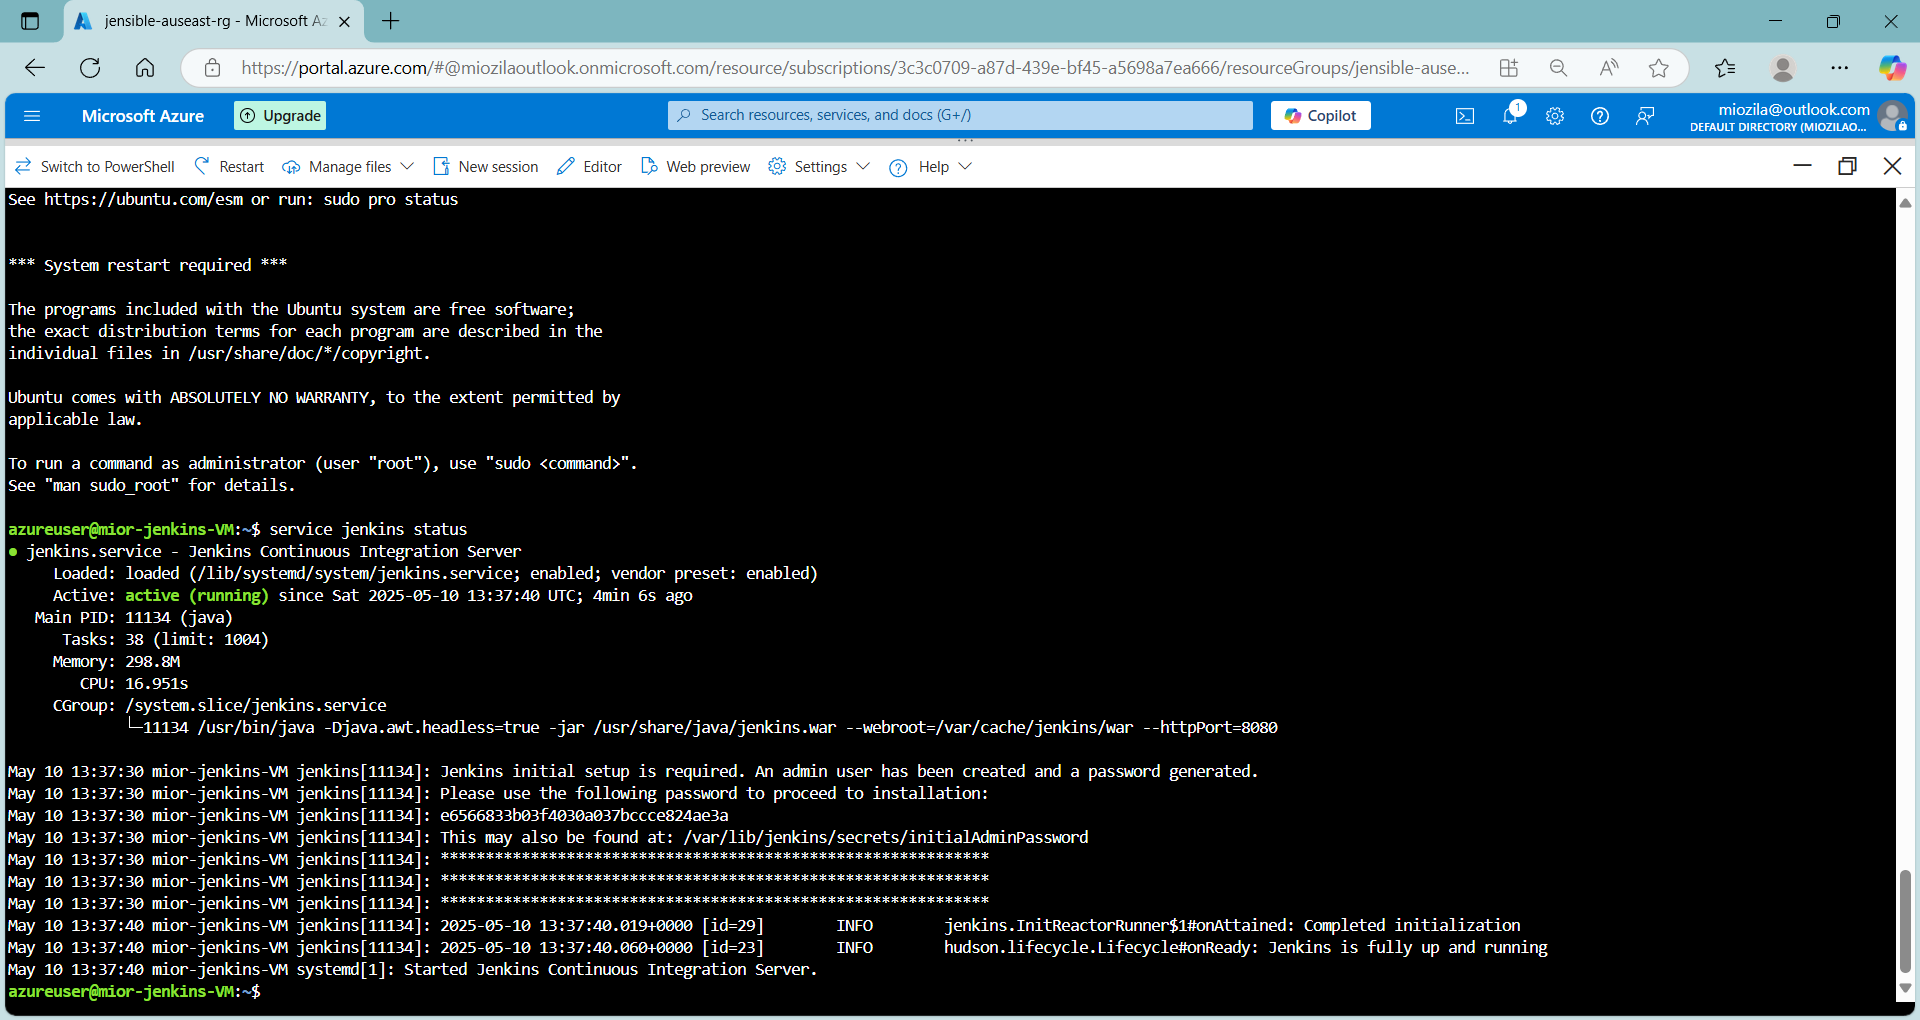 jensible-auseast-rg - Microsoft Az
https://portal.azure.com/#@miozilaoutlook.onmicrosoft.com/resource/subscriptions/3c3c0709-a87d-439e-bf45-a5698a7ea666/resourceGroups/jensible-ause...
Microsoft Azure
Upgrade
Search resources, services, and docs (G+/)
Copilot
1
miozila@outlook.com
DEFAULT DIRECTORY (MIOZILAO...
Switch to PowerShell Restart Manage files New session Editor Web preview Settings Help
See https://ubuntu.com/esm or run: sudo pro status
*** System restart required ***
The programs included with the Ubuntu system are free software;
the exact distribution terms for each program are described in the
individual files in /usr/share/doc/*/copyright.
Ubuntu comes with ABSOLUTELY NO WARRANTY, to the extent permitted by
applicable law.
To run a command as administrator (user "root"), use "sudo <command>".
See "man sudo_root" for details.
azureuser@mior-jenkins-VM:~$ service jenkins status
● jenkins.service - Jenkins Continuous Integration Server
Loaded: loaded (/lib/systemd/system/jenkins.service; enabled; vendor preset: enabled)
Active: active (running) since Sat 2025-05-10 13:37:40 UTC; 4min 6s ago
Main PID: 11134 (java)
Tasks: 38 (limit: 1004)
Memory: 298.8M
CPU: 16.951s
CGroup: /system.slice/jenkins.service
└─11134 /usr/bin/java -Djava.awt.headless=true -jar /usr/share/java/jenkins.war --webroot=/var/cache/jenkins/war --httpPort=8080
May 10 13:37:30 mior-jenkins-VM jenkins[11134]: Jenkins initial setup is required. An admin user has been created and a password generated.
May 10 13:37:30 mior-jenkins-VM jenkins[11134]: Please use the following password to proceed to installation:
May 10 13:37:30 mior-jenkins-VM jenkins[11134]: e6566833b03f4030a037bccce824ae3a
May 10 13:37:30 mior-jenkins-VM jenkins[11134]: This may also be found at: /var/lib/jenkins/secrets/initialAdminPassword
May 10 13:37:30 mior-jenkins-VM jenkins[11134]: *************************************************************
May 10 13:37:30 mior-jenkins-VM jenkins[11134]: *************************************************************
May 10 13:37:30 mior-jenkins-VM jenkins[11134]: *************************************************************
May 10 13:37:40 mior-jenkins-VM jenkins[11134]: 2025-05-10 13:37:40.019+0000 [id=29] INFO jenkins.InitReactorRunner$1#onAttained: Completed initialization
May 10 13:37:40 mior-jenkins-VM jenkins[11134]: 2025-05-10 13:37:40.060+0000 [id=23] INFO hudson.lifecycle.Lifecycle#onReady: Jenkins is fully up and running
May 10 13:37:40 mior-jenkins-VM systemd[1]: Started Jenkins Continuous Integration Server.
azureuser@mior-jenkins-VM:~$